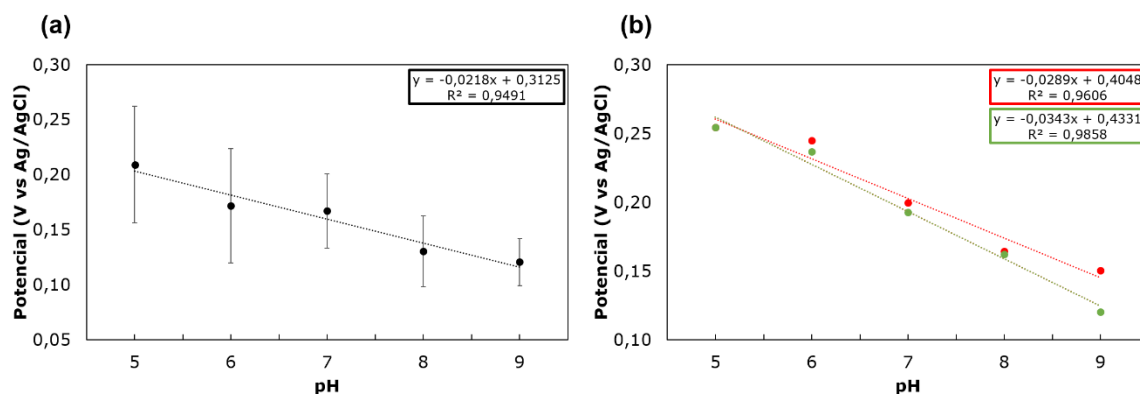 (a)
Potencial (V vs Ag/AgCl)
0,30
0,25
0,20
0,15
0,10
0,05
y = -0,0218x + 0,3125
R² = 0,9491
5 6 7 8 9
pH
(b)
Potencial (V vs Ag/AgCl)
0,30
0,25
0,20
0,15
0,10
y = -0,0289x + 0,4048
R² = 0,9606
y = -0,0343x + 0,4331
R² = 0,9858
5 6 7 8 9
pH